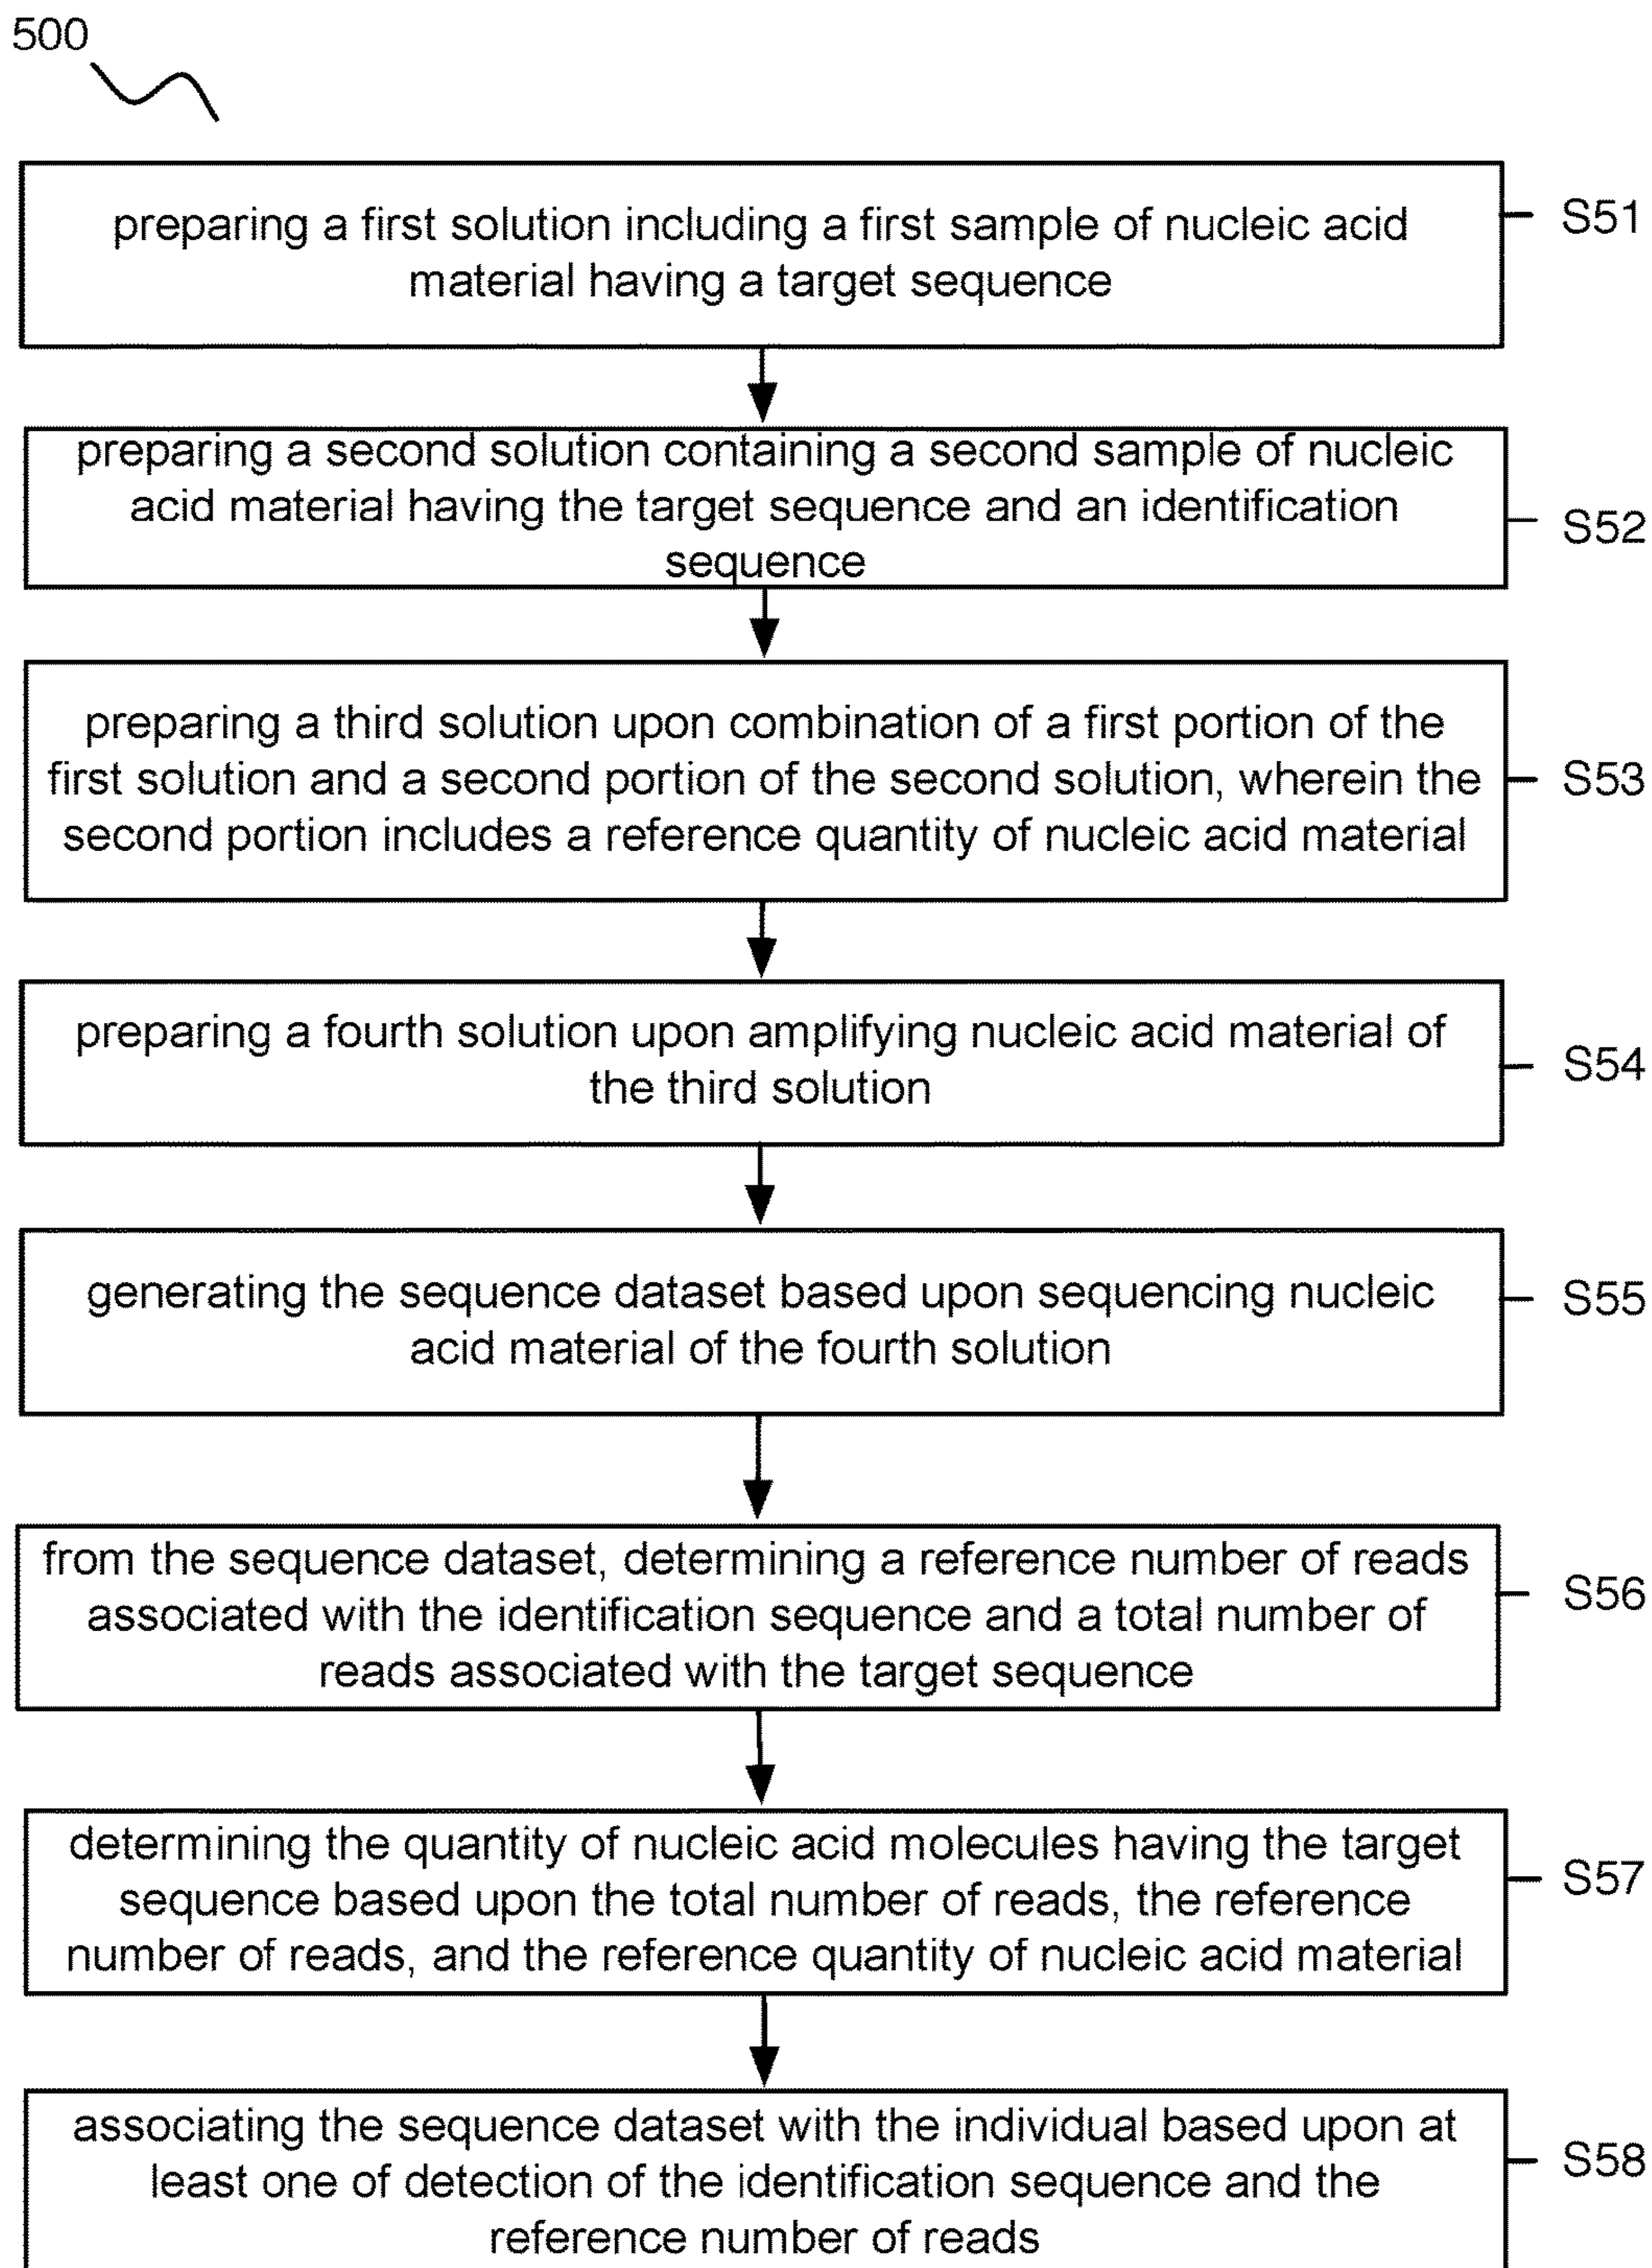 500
preparing a first solution including a first sample of nucleic acid
material having a target sequence
S51
preparing a second solution containing a second sample of nucleic
acid material having the target sequence and an identification
sequence
S52
preparing a third solution upon combination of a first portion of the
first solution and a second portion of the second solution, wherein the
second portion includes a reference quantity of nucleic acid material
S53
preparing a fourth solution upon amplifying nucleic acid material of
the third solution
S54
generating the sequence dataset based upon sequencing nucleic
acid material of the fourth solution
S55
from the sequence dataset, determining a reference number of reads
associated with the identification sequence and a total number of
reads associated with the target sequence
S56
determining the quantity of nucleic acid molecules having the target
sequence based upon the total number of reads, the reference
number of reads, and the reference quantity of nucleic acid material
S57
associating the sequence dataset with the individual based upon at
least one of detection of the identification sequence and the
reference number of reads
S58